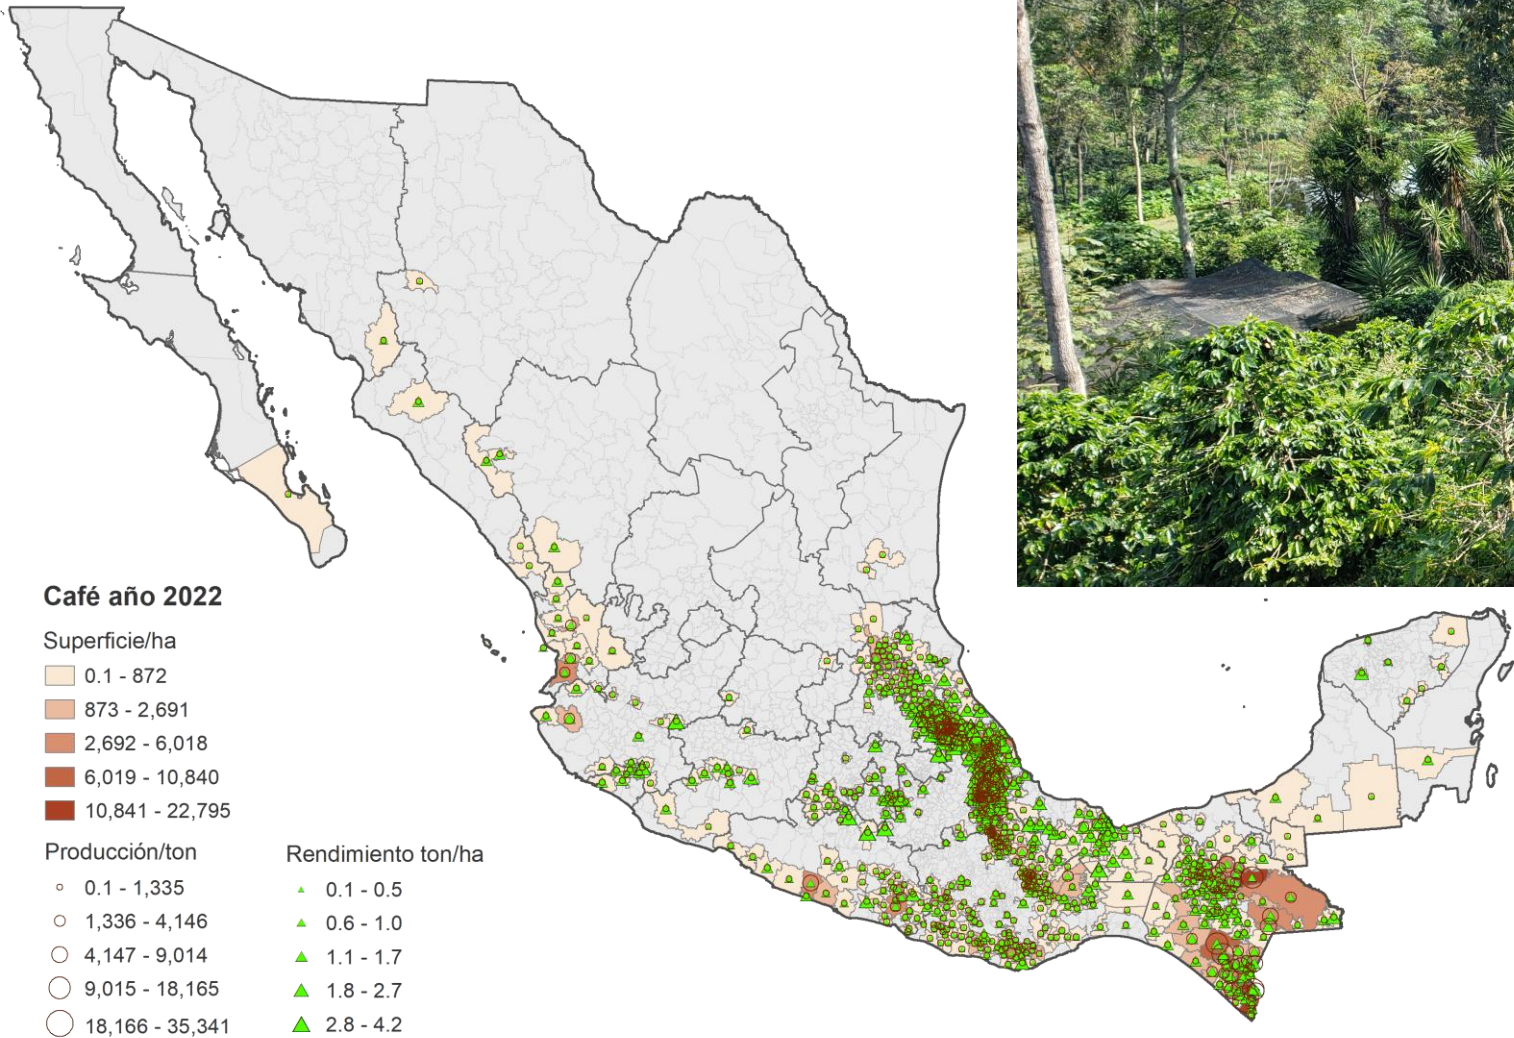 Café año 2022
Superficie/ha
0.1 - 872
873 - 2,691
2,692 - 6,018
6,019 - 10,840
10,841 - 22,795
Producción/ton
0.1 - 1,335
1,336 - 4,146
4,147 - 9,014
9,015 - 18,165
18,166 - 35,341
Rendimiento ton/ha
0.1 - 0.5
0.6 - 1.0
1.1 - 1.7
1.8 - 2.7
2.8 - 4.2